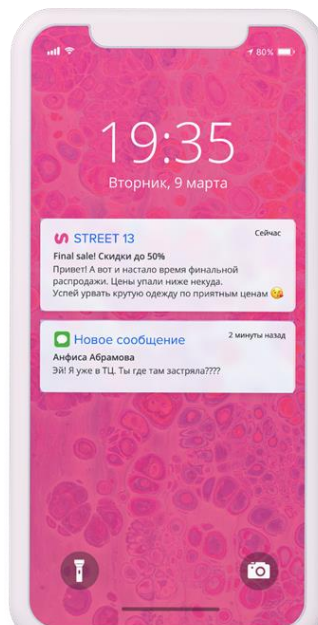 80%
19:35
Вторник, 9 марта
STREET 13
Сейчас
Final sale! Скидки до 50%
Привет! А вот и настало время финальной
распродажи. Цены упали ниже некуда.
Успей урвать крутую одежду по приятным ценам 😘
Новое сообщение
2 минуты назад
Анфиса Абрамова
Эй! Я уже в ТЦ. Ты где там застряла????